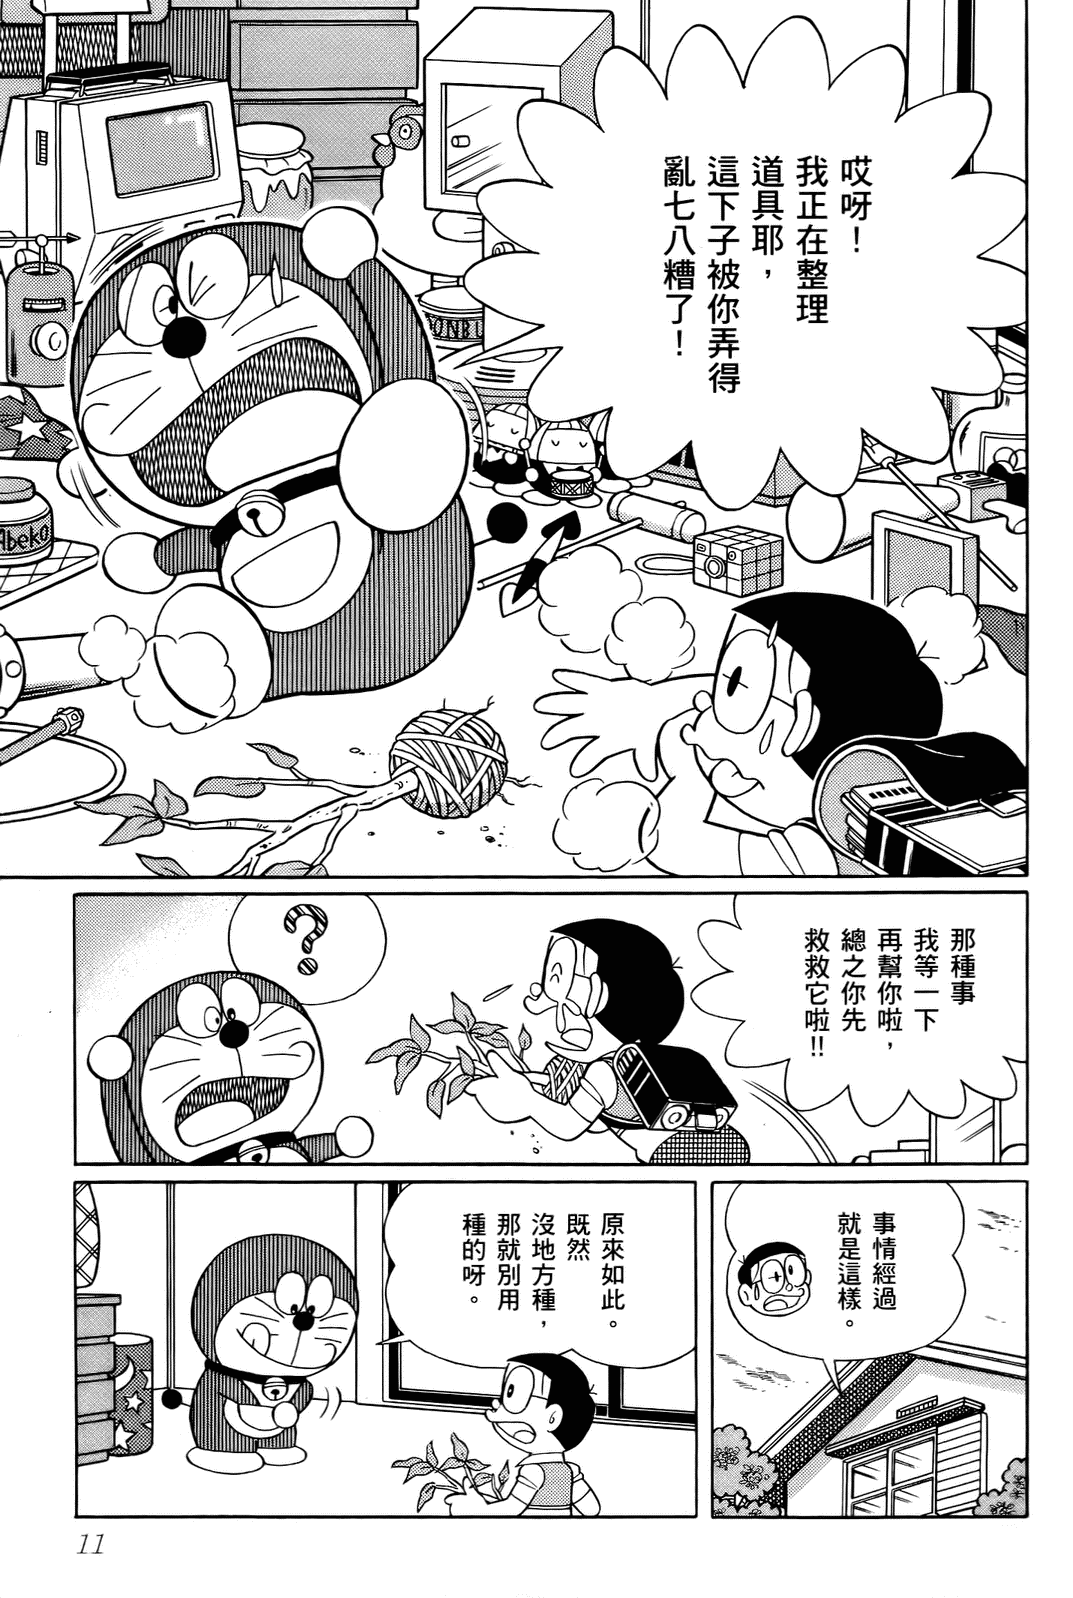 哎呀！
我正在整理
道具耶，
這下子被你弄得
亂七八糟了！
ONBU
Abeko
那種事
我等一下
再幫你啦，
總之你先
救救它啦!!
?
事情經過
就是這樣。
原來如此。
既然
沒地方種，
那就別用
種的呀。
11